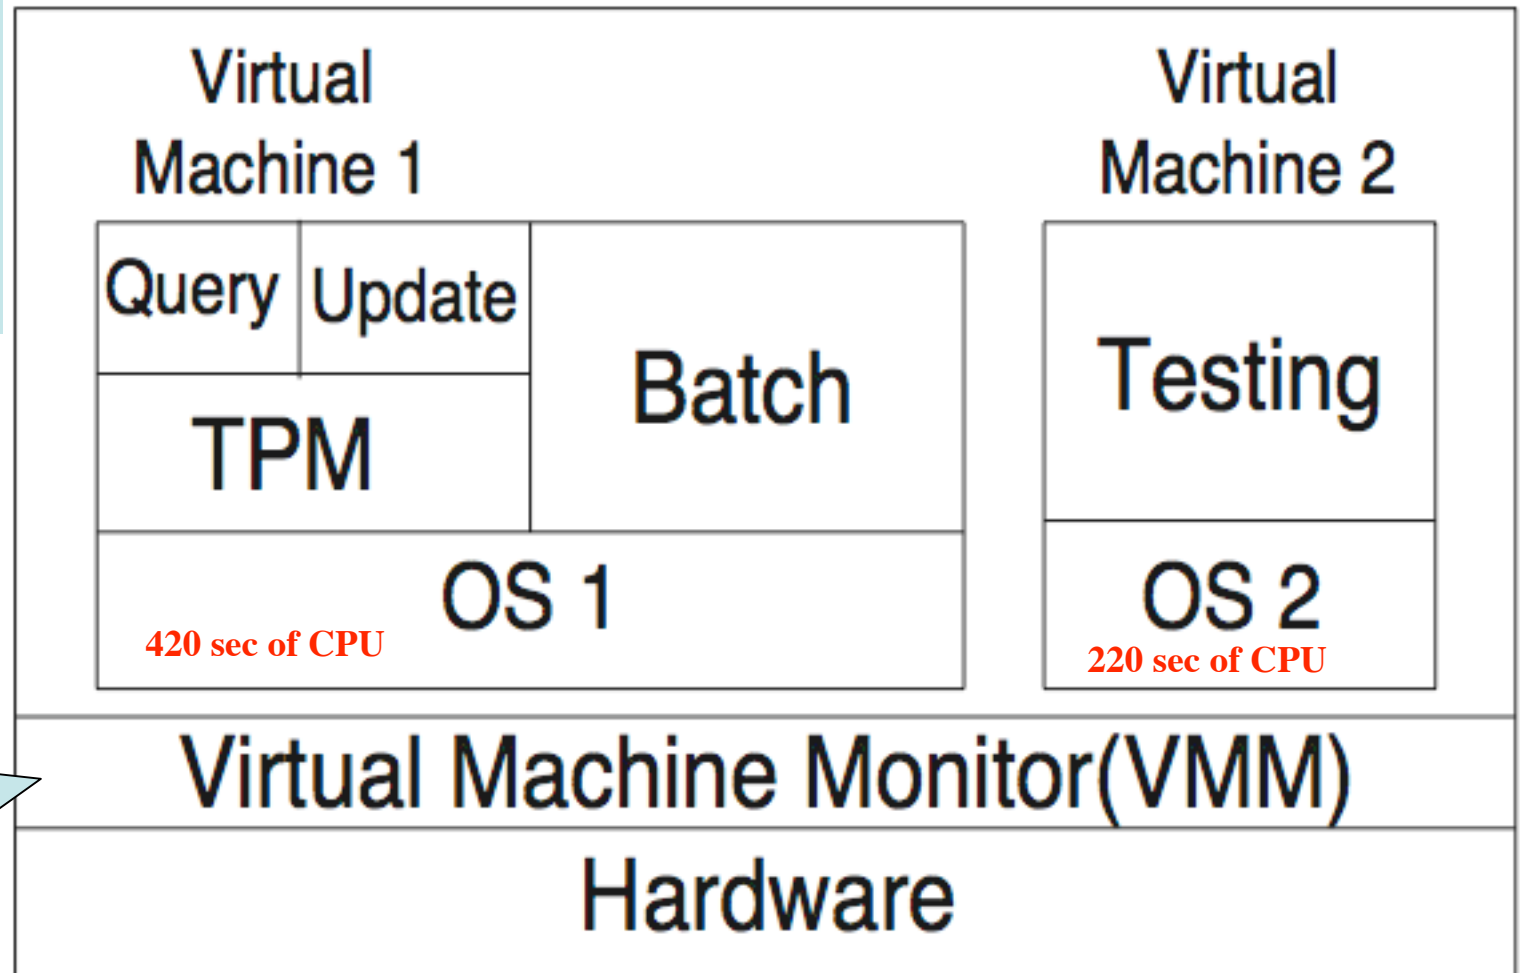 Virtual
Machine 1
Virtual
Machine 2
Query
Update
Batch
TPM
Testing
OS 1
420 sec of CPU
OS 2
220 sec of CPU
Virtual Machine Monitor(VMM)
Hardware